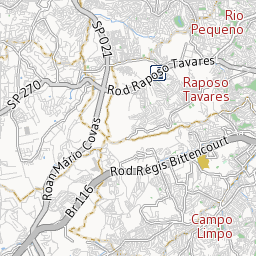 Rio
Pequeno
SP-021
Rod Raposo Tavares
SP-270
Raposo
Tavares
Roan Mário Covas
Rod Régis Bittencourt
Br 116
Campo
Limpo